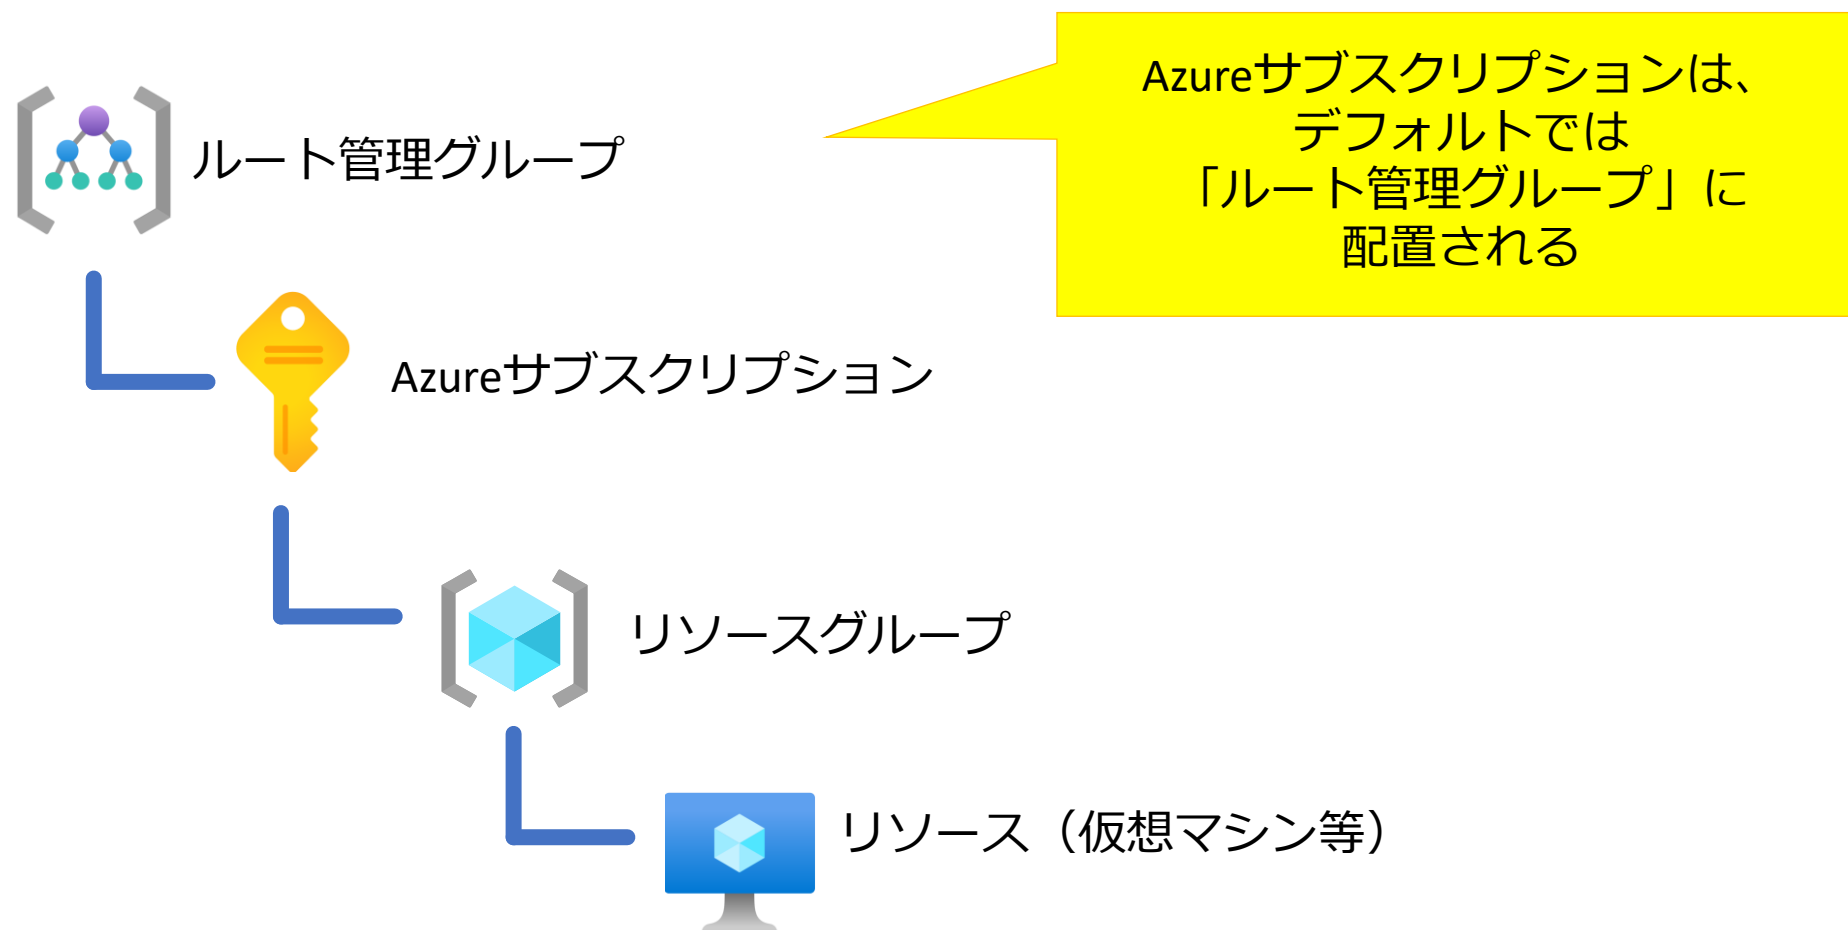 Azureサブスクリプションは、
デフォルトでは
「ルート管理グループ」に
配置される
ルート管理グループ
Azureサブスクリプション
リソースグループ
リソース（仮想マシン等）